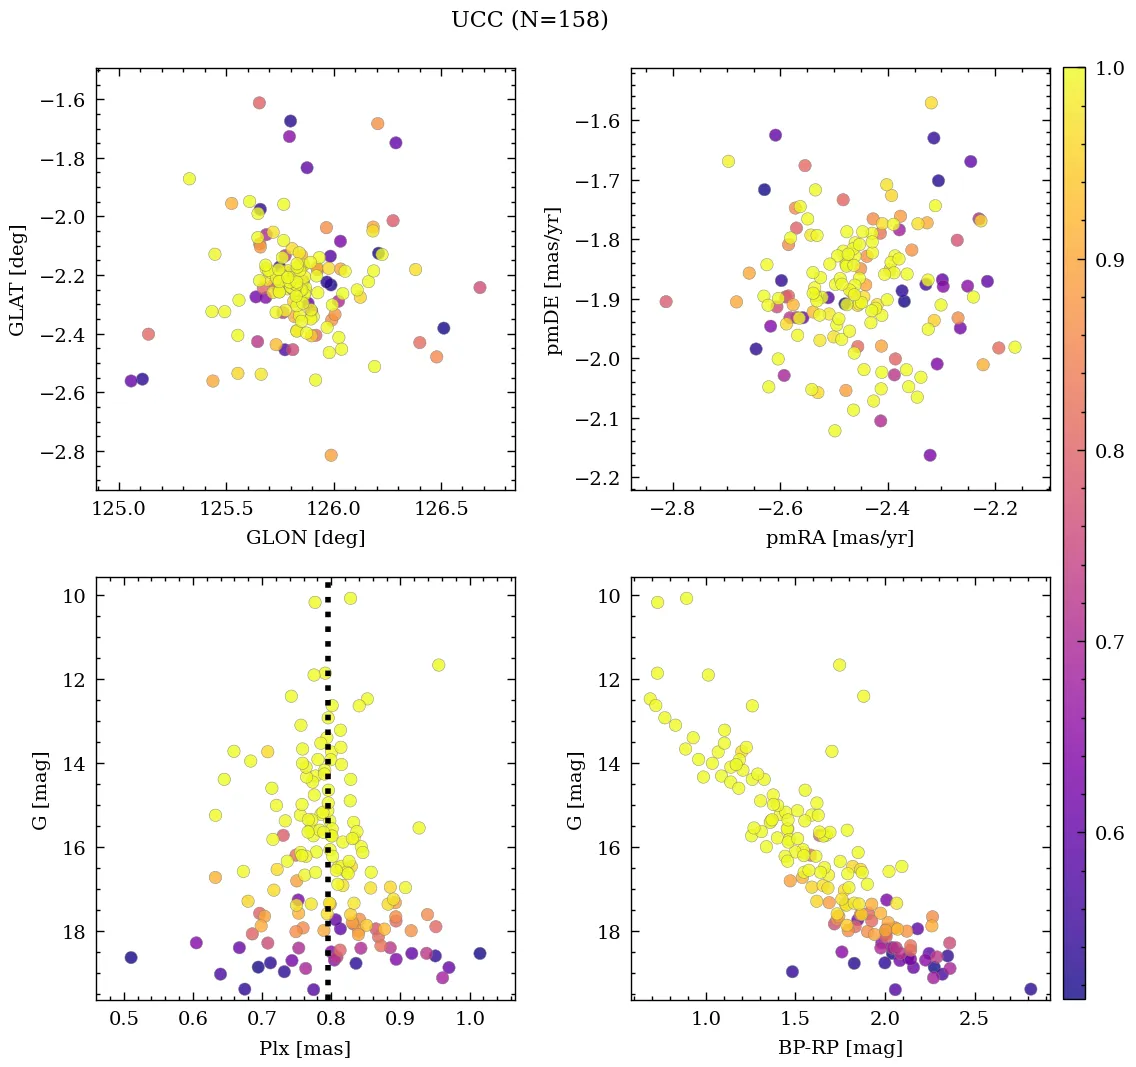 UCC (N=158)
−1.6
−1.8
−2.0
−2.2
−2.4
−2.6
−2.8
GLAT [deg]
125.0 125.5 126.0 126.5
GLON [deg]
−1.6
−1.7
−1.8
−1.9
−2.0
−2.1
−2.2
pmDE [mas/yr]
−2.8 −2.6 −2.4 −2.2
pmRA [mas/yr]
1.0
0.9
0.8
0.7
0.6
10
12
14
16
18
G [mag]
0.5 0.6 0.7 0.8 0.9 1.0
Plx [mas]
10
12
14
16
18
G [mag]
1.0 1.5 2.0 2.5
BP-RP [mag]